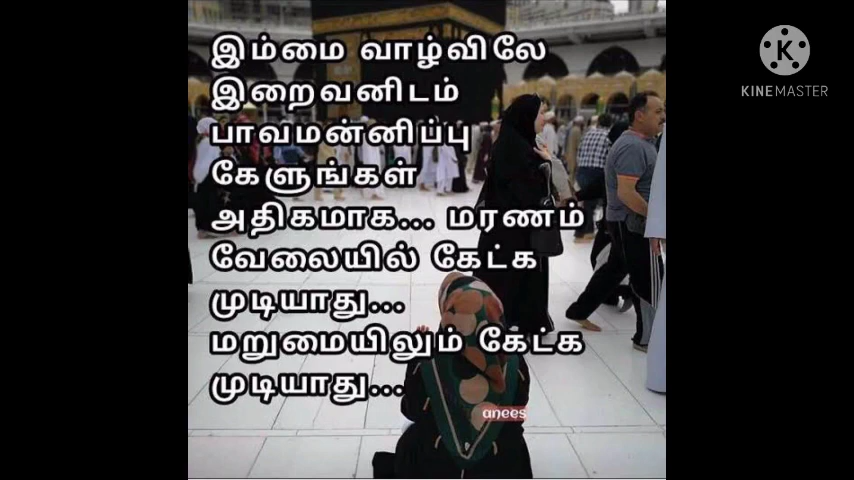 இம்மை வாழ்விலே
இறைவனிடம்
பாவமன்னிப்பு
கேளுங்கள்
அதிகமாக... மரணம்
வேலையில் கேட்க
முடியாது...
மறுமையிலும் கேட்க
முடியாது...
anees
KINEMASTER